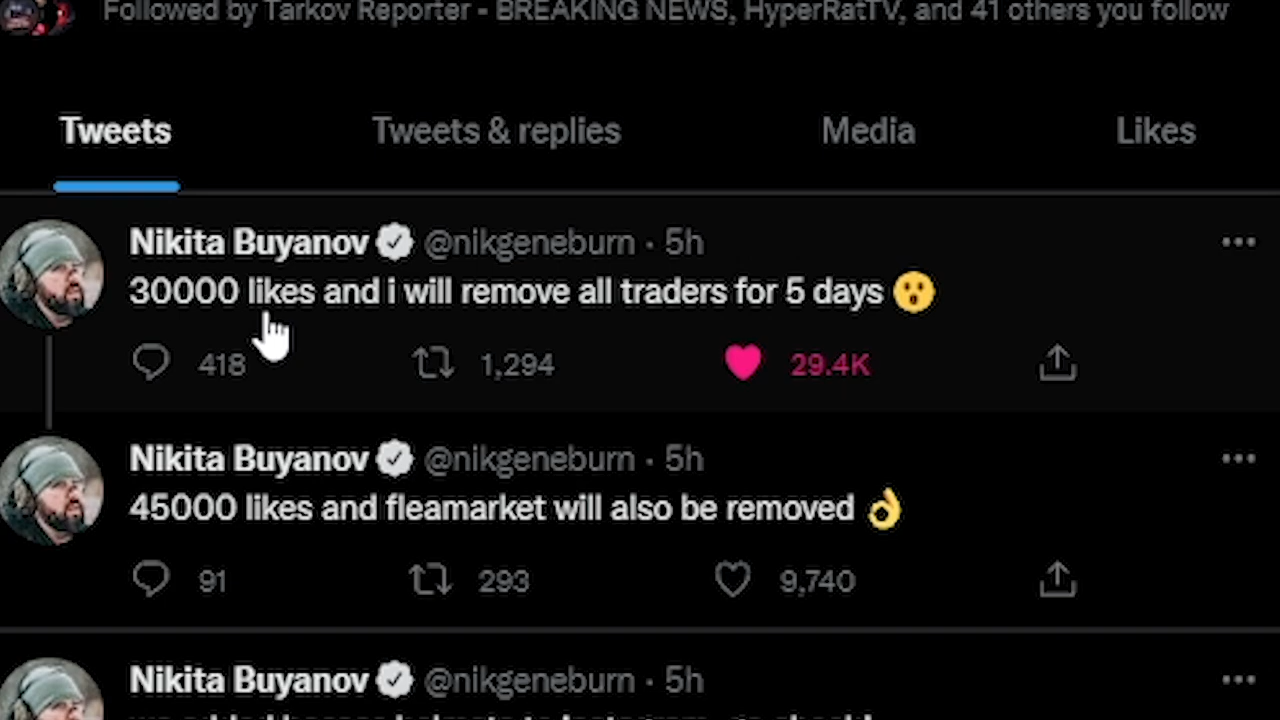 Followed by Tarkov Reporter - BREAKING NEWS, HyperRatTV, and 41 others you follow
Tweets Tweets & replies Media Likes
Nikita Buyanov @nikgeneburn · 5h
30000 likes and i will remove all traders for 5 days 😮
418 1,294 29.4K
Nikita Buyanov @nikgeneburn · 5h
45000 likes and fleamarket will also be removed 👌
91 293 9,740
Nikita Buyanov @nikgeneburn · 5h